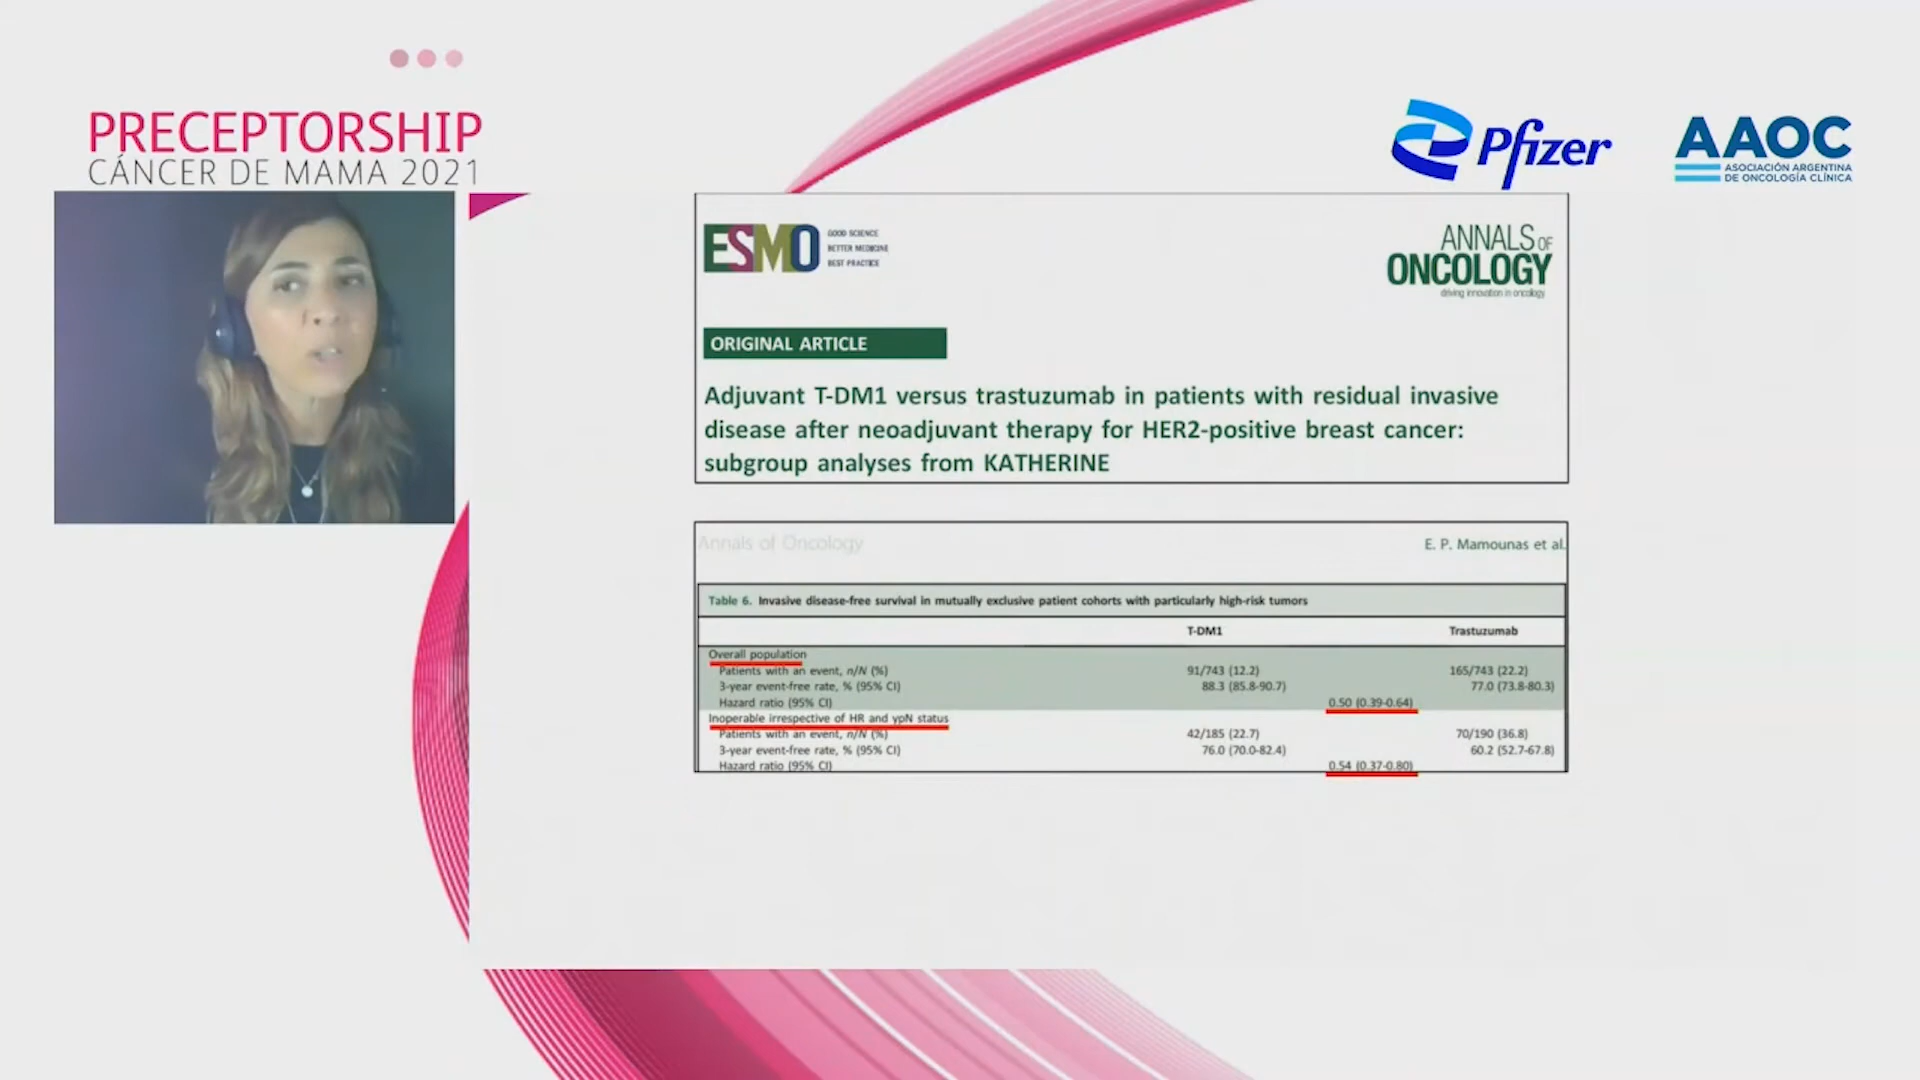 PRECEPTORSHIP
CÁNCER DE MAMA 2021
Pfizer
AAOC
ASOCIACIÓN ARGENTINA
DE ONCOLOGÍA CLÍNICA
ESMO
GOOD SCIENCE
BETTER MEDICINE
BEST PRACTICE
ANNALS OF
ONCOLOGY
driving innovation in oncology
ORIGINAL ARTICLE
Adjuvant T-DM1 versus trastuzumab in patients with residual invasive
disease after neoadjuvant therapy for HER2-positive breast cancer:
subgroup analyses from KATHERINE
Annals of Oncology E. P. Mamounas et al.
Table 6. Invasive disease-free survival in mutually exclusive patient cohorts with particularly high-risk tumors
T-DM1 Trastuzumab
Overall population
Patients with an event, n/N (%) 91/743 (12.2) 165/743 (22.2)
3-year event-free rate, % (95% CI) 88.3 (85.8-90.7) 77.0 (73.8-80.3)
Hazard ratio (95% CI) 0.50 (0.39-0.64)
Inoperable irrespective of HR and ypN status
Patients with an event, n/N (%) 42/185 (22.7) 70/190 (36.8)
3-year event-free rate, % (95% CI) 76.0 (70.0-82.4) 60.2 (52.7-67.8)
Hazard ratio (95% CI) 0.54 (0.37-0.80)